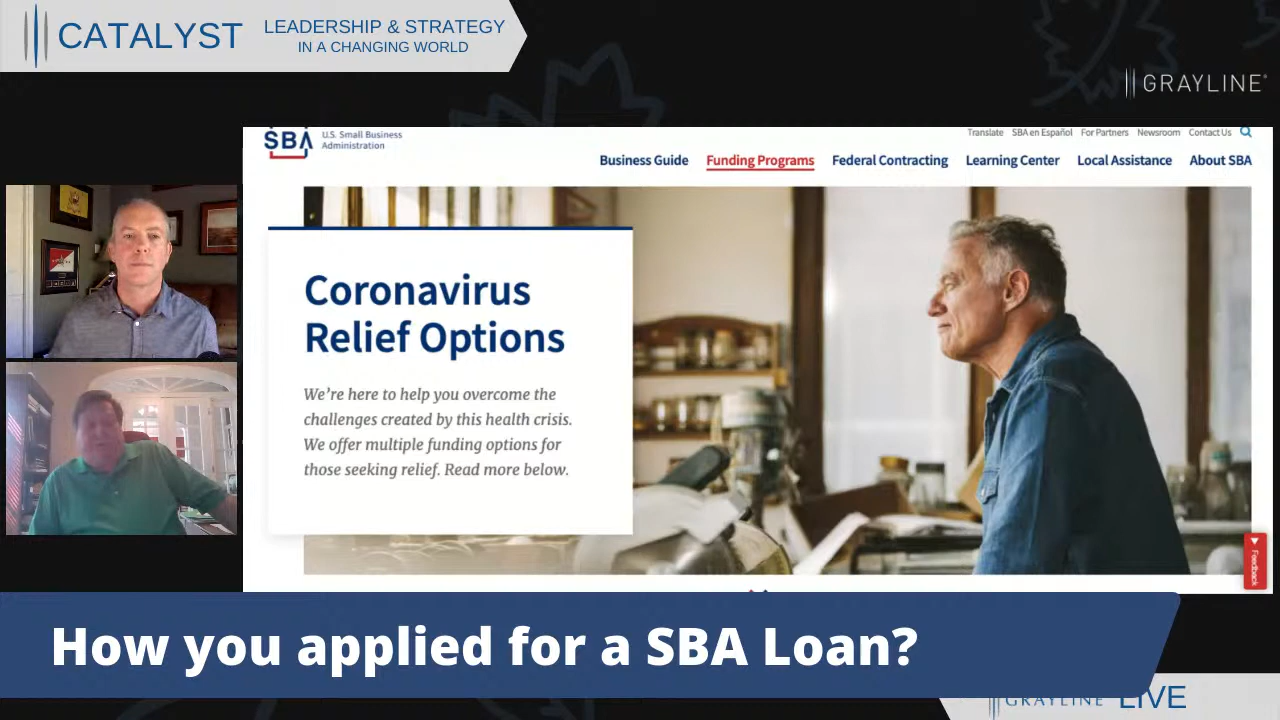 CATALYST
LEADERSHIP & STRATEGY
IN A CHANGING WORLD
GRAYLINE
SBA
U.S. Small Business
Administration
Translate SBA en Español For Partners Newsroom Contact Us
Business Guide Funding Programs Federal Contracting Learning Center Local Assistance About SBA
Coronavirus
Relief Options
We're here to help you overcome the
challenges created by this health crisis.
We offer multiple funding options for
those seeking relief. Read more below.
Feedback
How you applied for a SBA Loan?
GRAYLINE LIVE